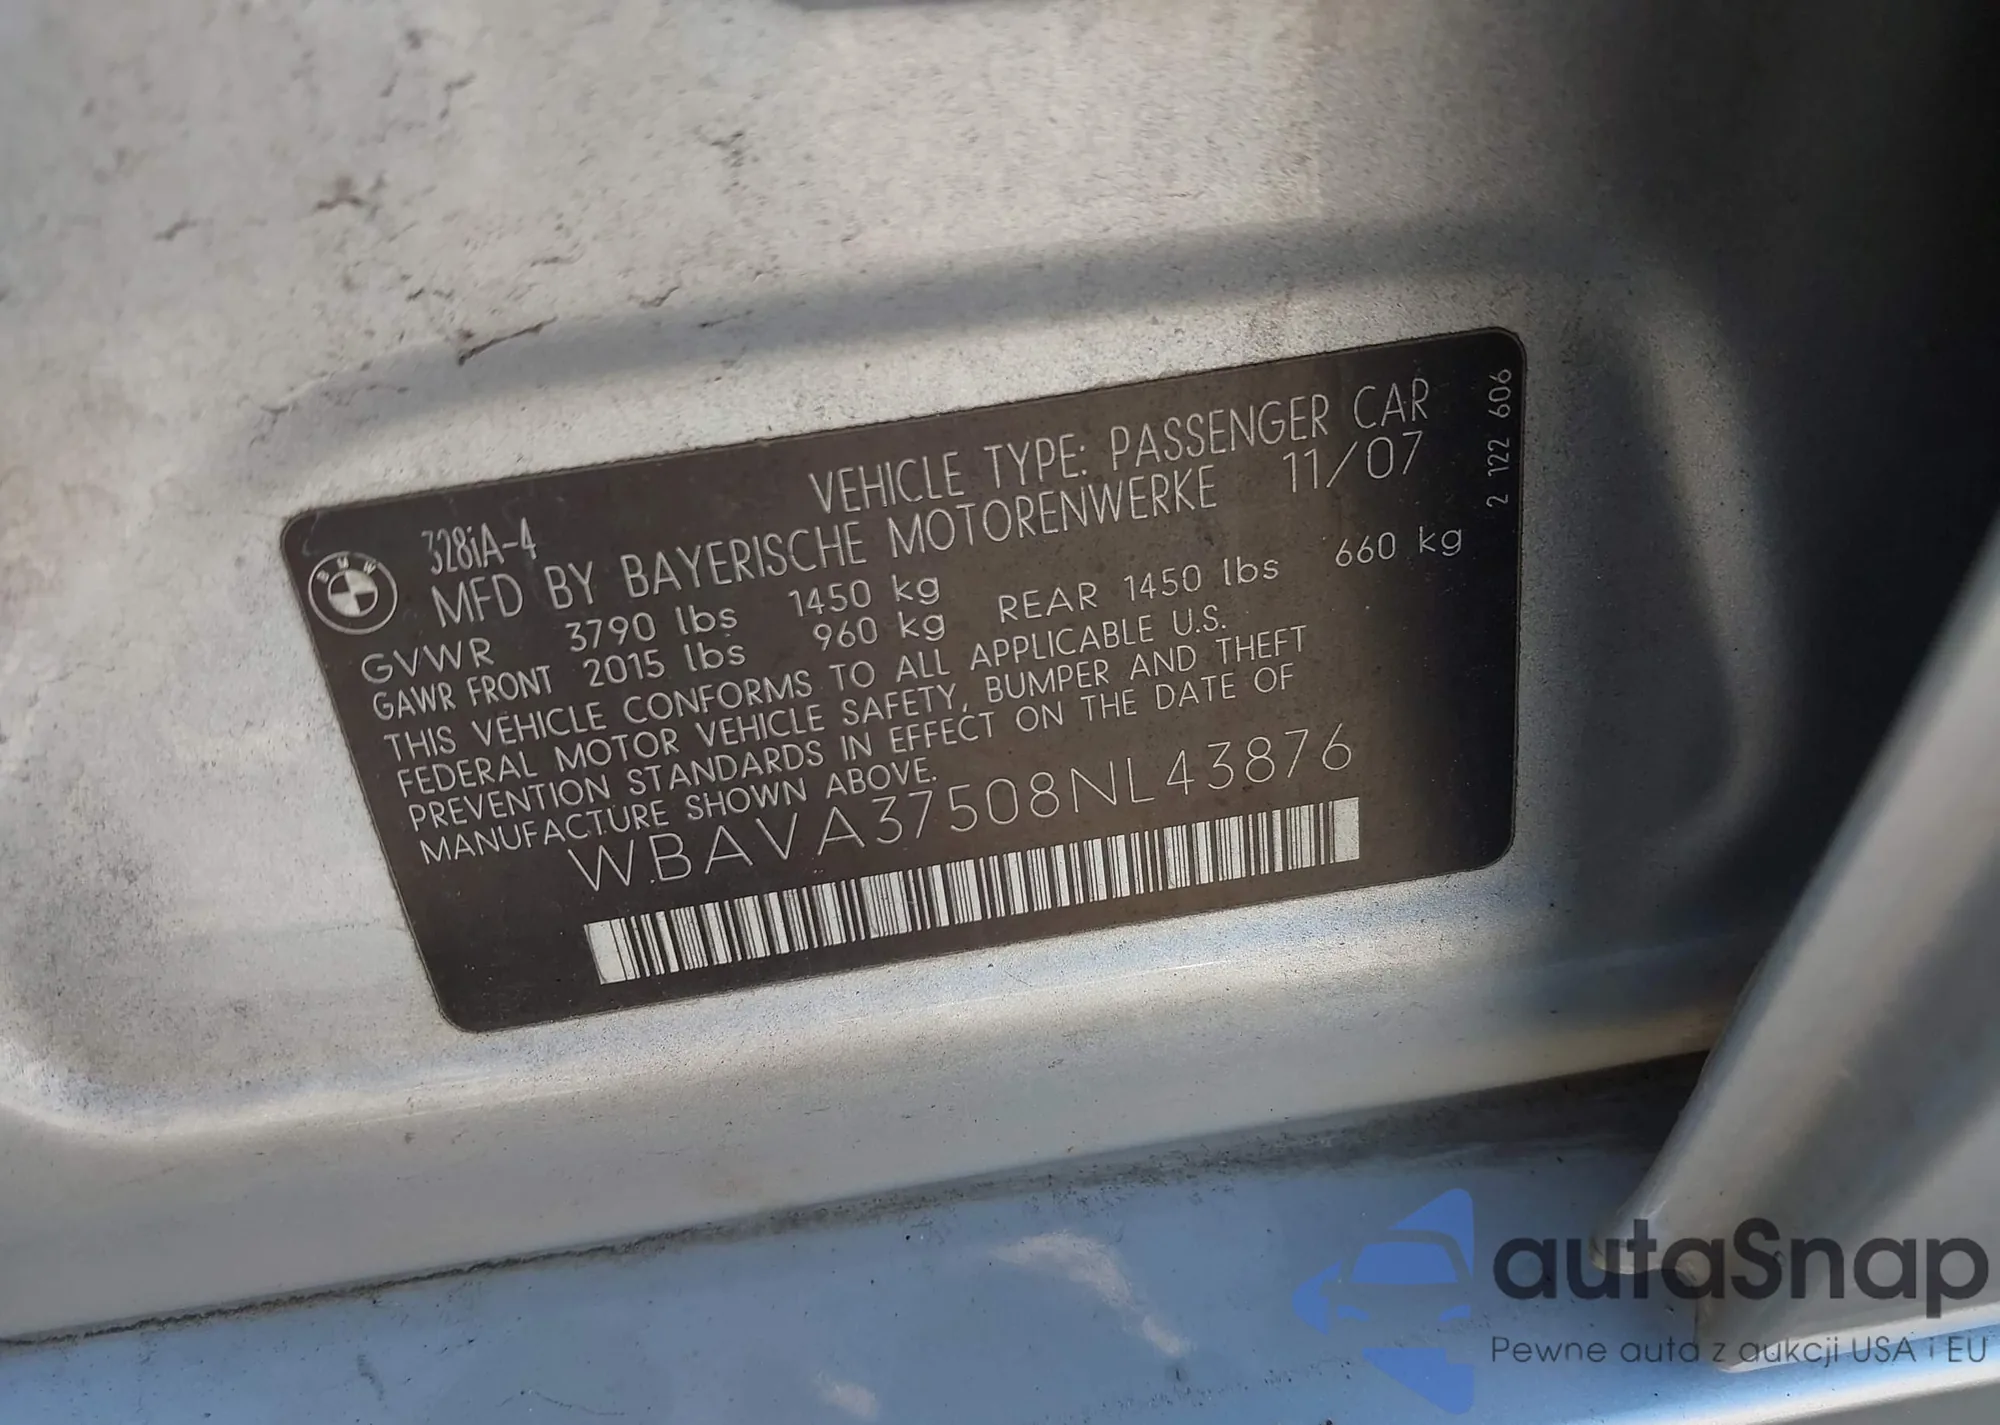 VEHICLE TYPE: PASSENGER CAR
328iA-4
MFD BY BAYERISCHE MOTORENWERKE 11/07
GVWR 3790 lbs 1450 kg
GAWR FRONT 2015 lbs 960 kg REAR 1450 lbs 660 kg
THIS VEHICLE CONFORMS TO ALL APPLICABLE U.S.
FEDERAL MOTOR VEHICLE SAFETY, BUMPER AND THEFT
PREVENTION STANDARDS IN EFFECT ON THE DATE OF
MANUFACTURE SHOWN ABOVE.
WBAVA37508NL43876
2 122 606
BMW
autaSnap
Pewne auta z aukcji USA i EU